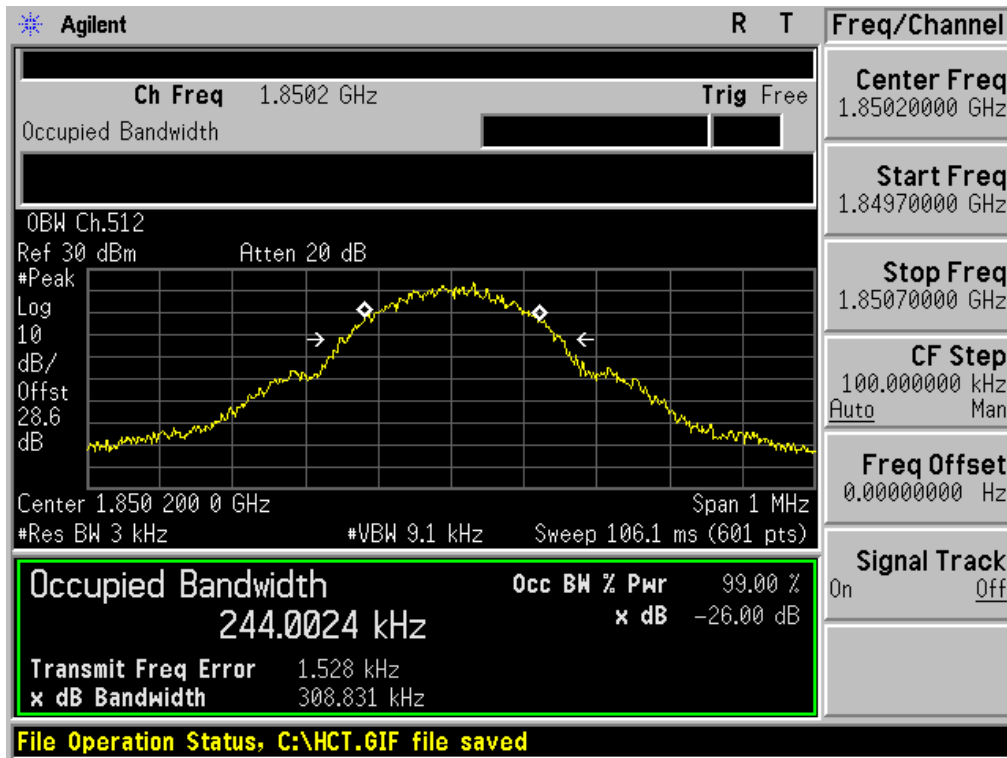 Agilent R T Freq/Channel
Ch Freq 1.8502 GHz Trig Free
Occupied Bandwidth
Center Freq
1.85020000 GHz
Start Freq
1.84970000 GHz
Stop Freq
1.85070000 GHz
CF Step
100.000000 kHz
Auto Man
Freq Offset
0.00000000 Hz
Signal Track
On Off
OBW Ch.512
Ref 30 dBm Atten 20 dB
#Peak
Log
10
dB/
Offst
28.6
dB
Center 1.850 200 0 GHz Span 1 MHz
#Res BW 3 kHz #VBW 9.1 kHz Sweep 106.1 ms (601 pts)
Occupied Bandwidth Occ BW % Pwr 99.00 %
244.0024 kHz x dB -26.00 dB
Transmit Freq Error 1.528 kHz
x dB Bandwidth 308.831 kHz
File Operation Status, C:\HCT.GIF file saved